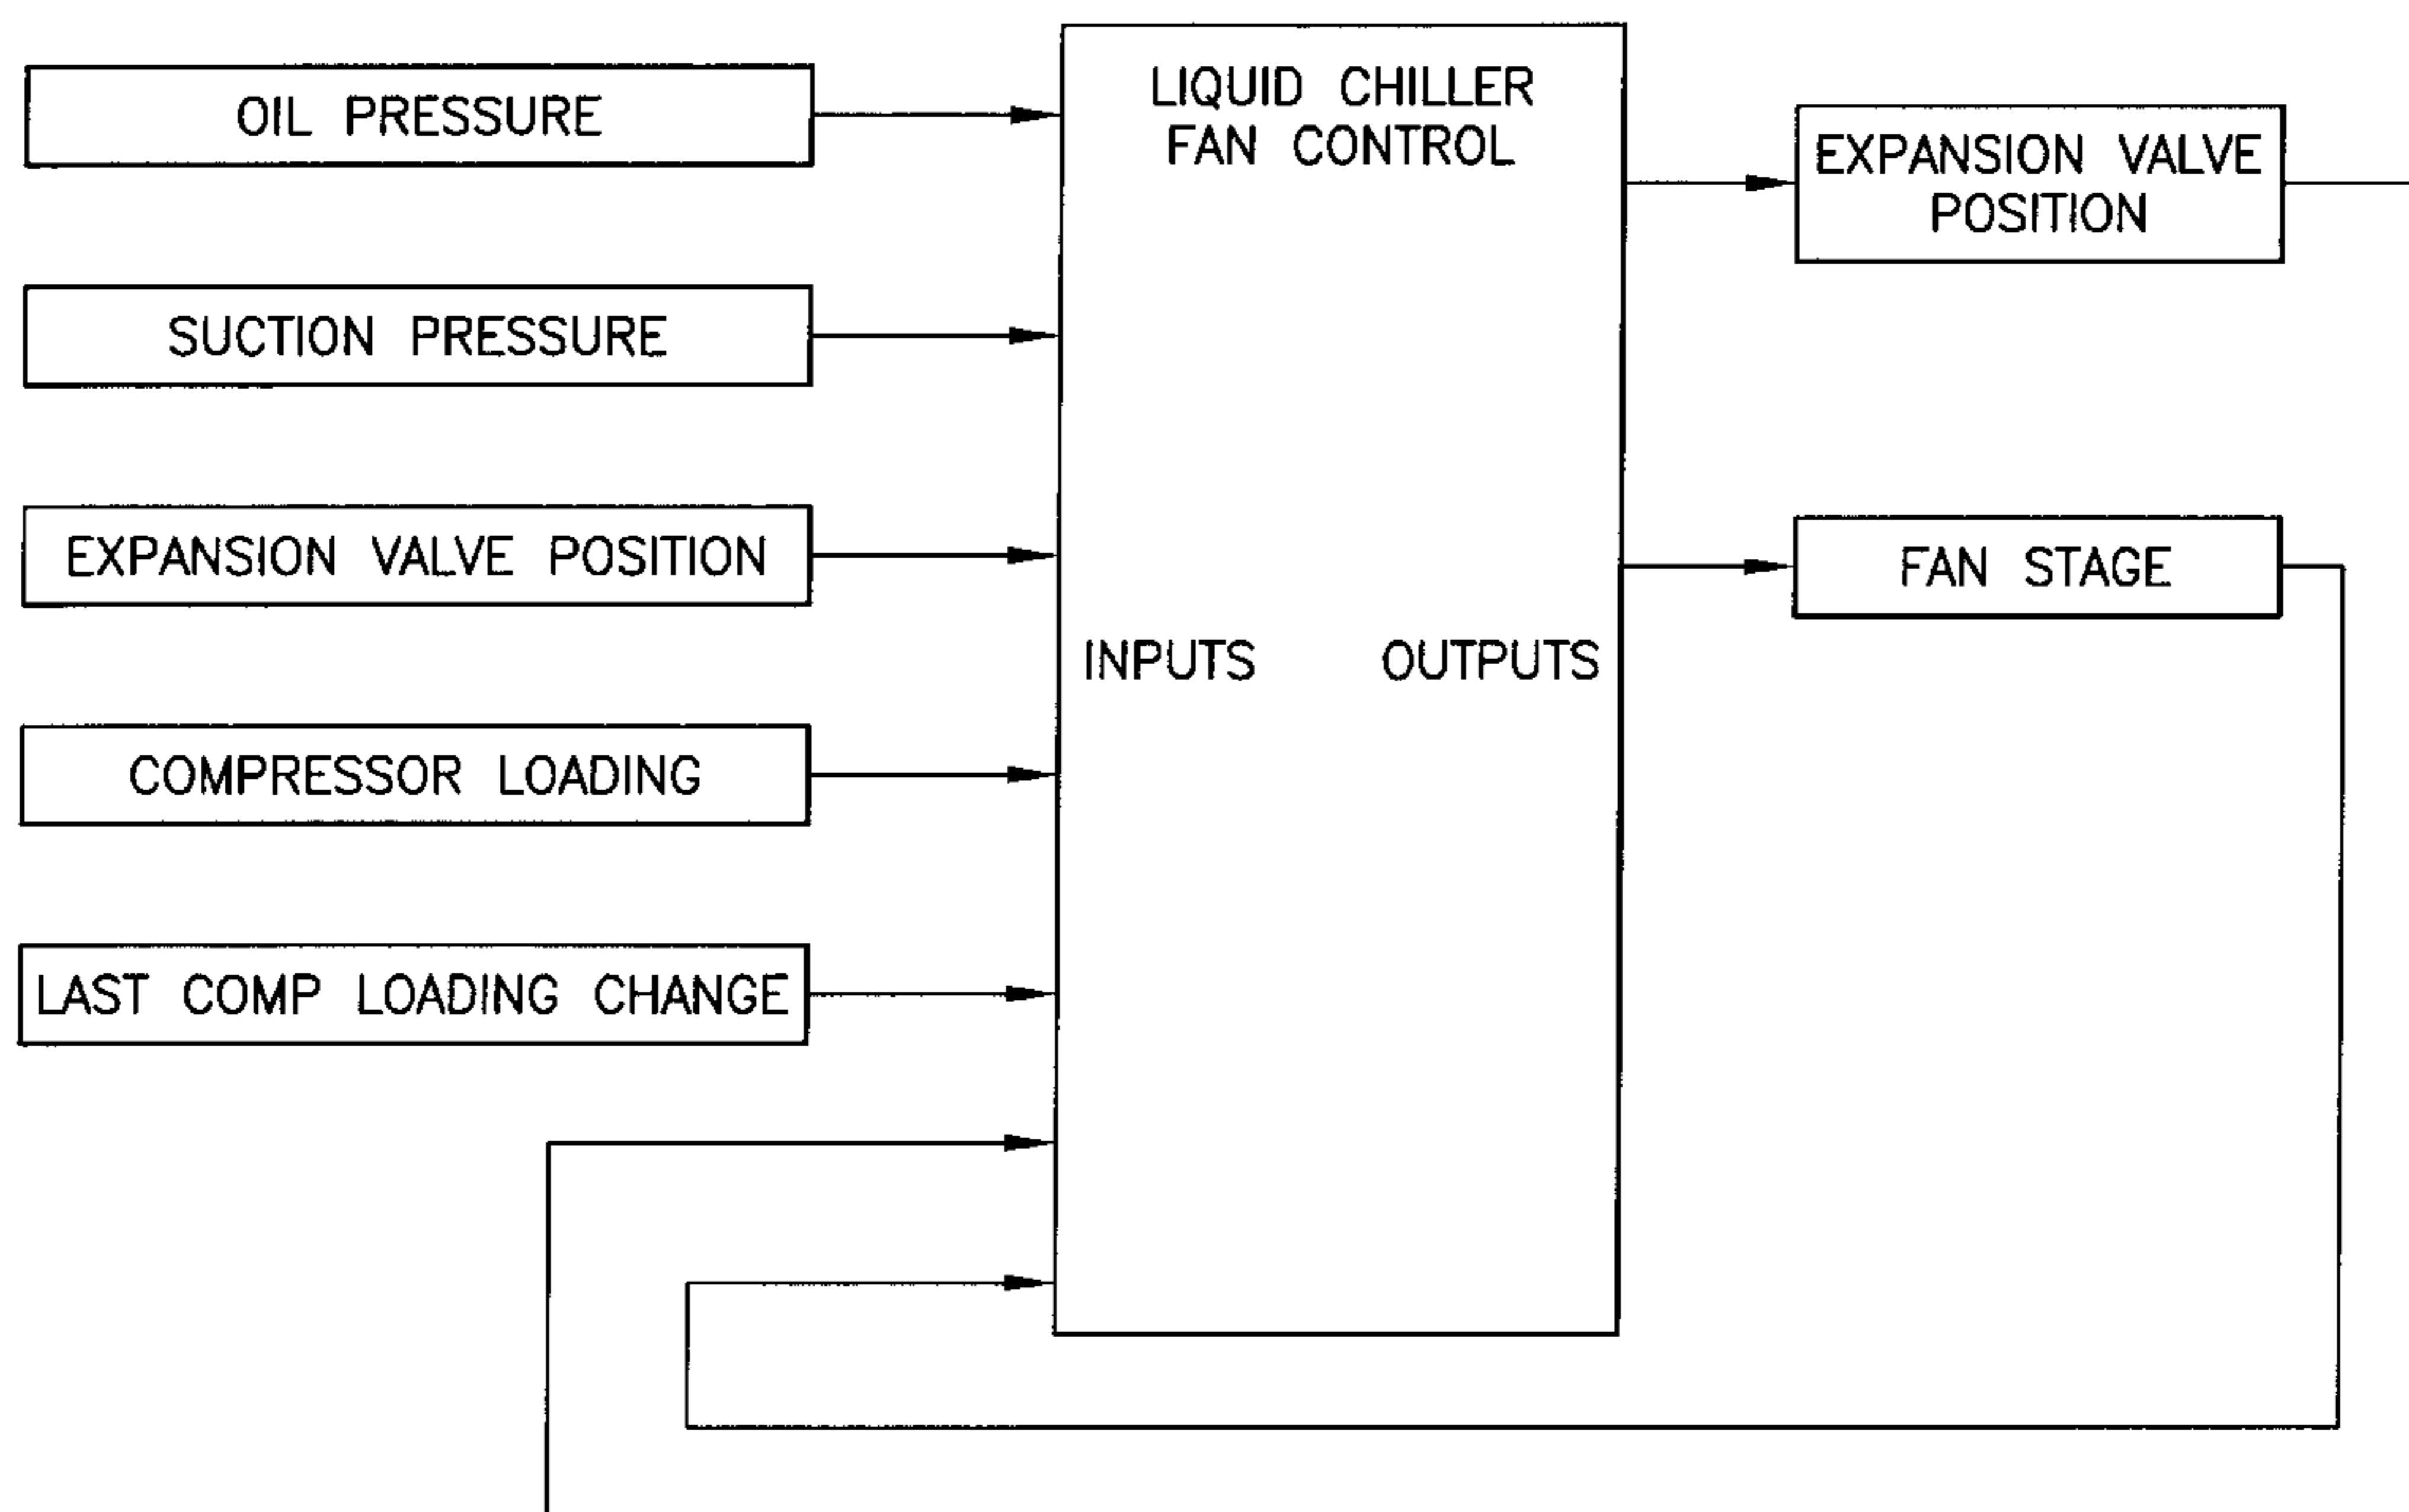 OIL PRESSURE
SUCTION PRESSURE
EXPANSION VALVE POSITION
COMPRESSOR LOADING
LAST COMP LOADING CHANGE
LIQUID CHILLER
FAN CONTROL
INPUTS OUTPUTS
EXPANSION VALVE
POSITION
FAN STAGE